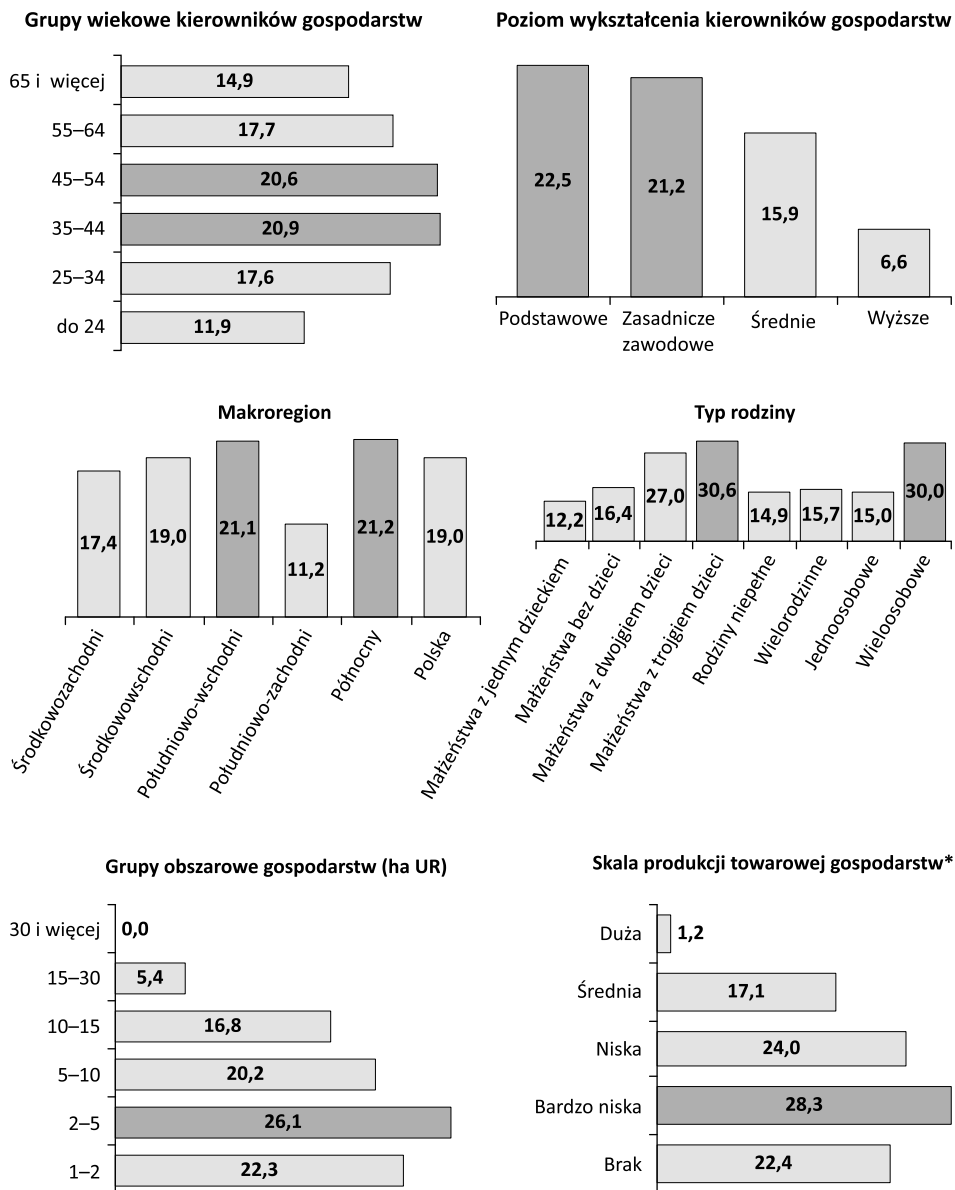 Grupy wiekowe kierowników gospodarstw
65 i więcej
14,9
55–64
17,7
45–54
20,6
35–44
20,9
25–34
17,6
do 24
11,9
Poziom wykształcenia kierowników gospodarstw
22,5
21,2
15,9
6,6
Podstawowe
Zasadnicze
zawodowe
Średnie
Wyższe
Makroregion
17,4
19,0
21,1
11,2
21,2
19,0
Środkowozachodni
Środkowowschodni
Południowo-wschodni
Południowo-zachodni
Północny
Polska
Typ rodziny
12,2
16,4
27,0
30,6
14,9
15,7
15,0
30,0
Małżeństwa z jednym dzieckiem
Małżeństwa bez dzieci
Małżeństwa z dwojgiem dzieci
Małżeństwa z trojgiem dzieci
Rodziny niepełne
Wielorodzinne
Jednoosobowe
Wieloosobowe
Grupy obszarowe gospodarstw (ha UR)
30 i więcej
0,0
15–30
5,4
10–15
16,8
5–10
20,2
2–5
26,1
1–2
22,3
Skala produkcji towarowej gospodarstw*
Duża
1,2
Średnia
17,1
Niska
24,0
Bardzo niska
28,3
Brak
22,4